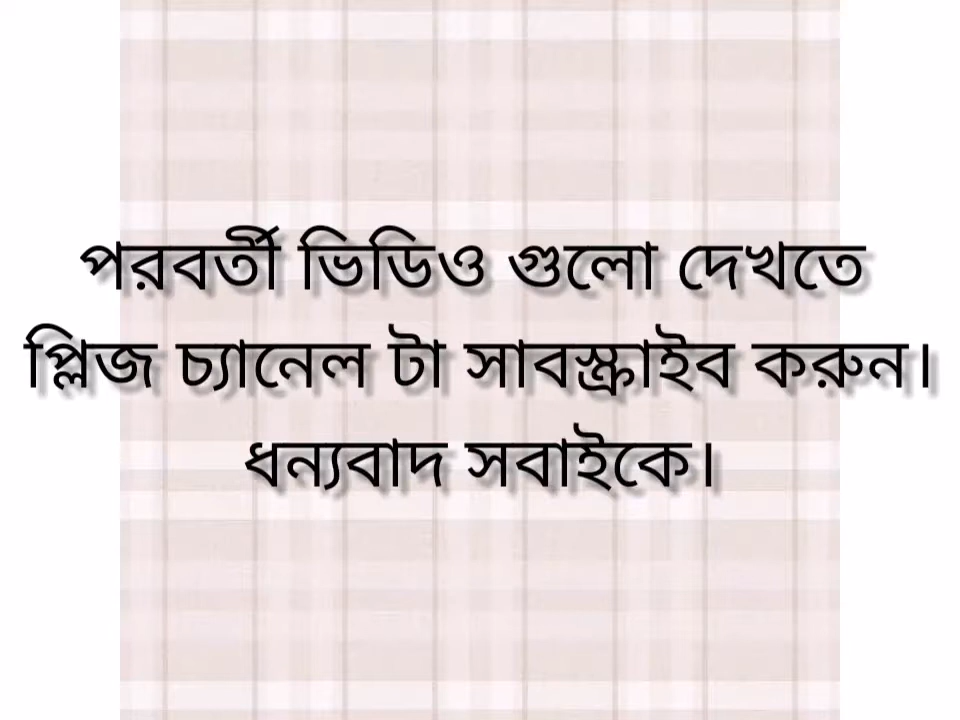 পরবর্তী ভিডিও গুলো দেখতে
প্লিজ চ্যানেল টা সাবস্ক্রাইব করুন।
ধন্যবাদ সবাইকে।